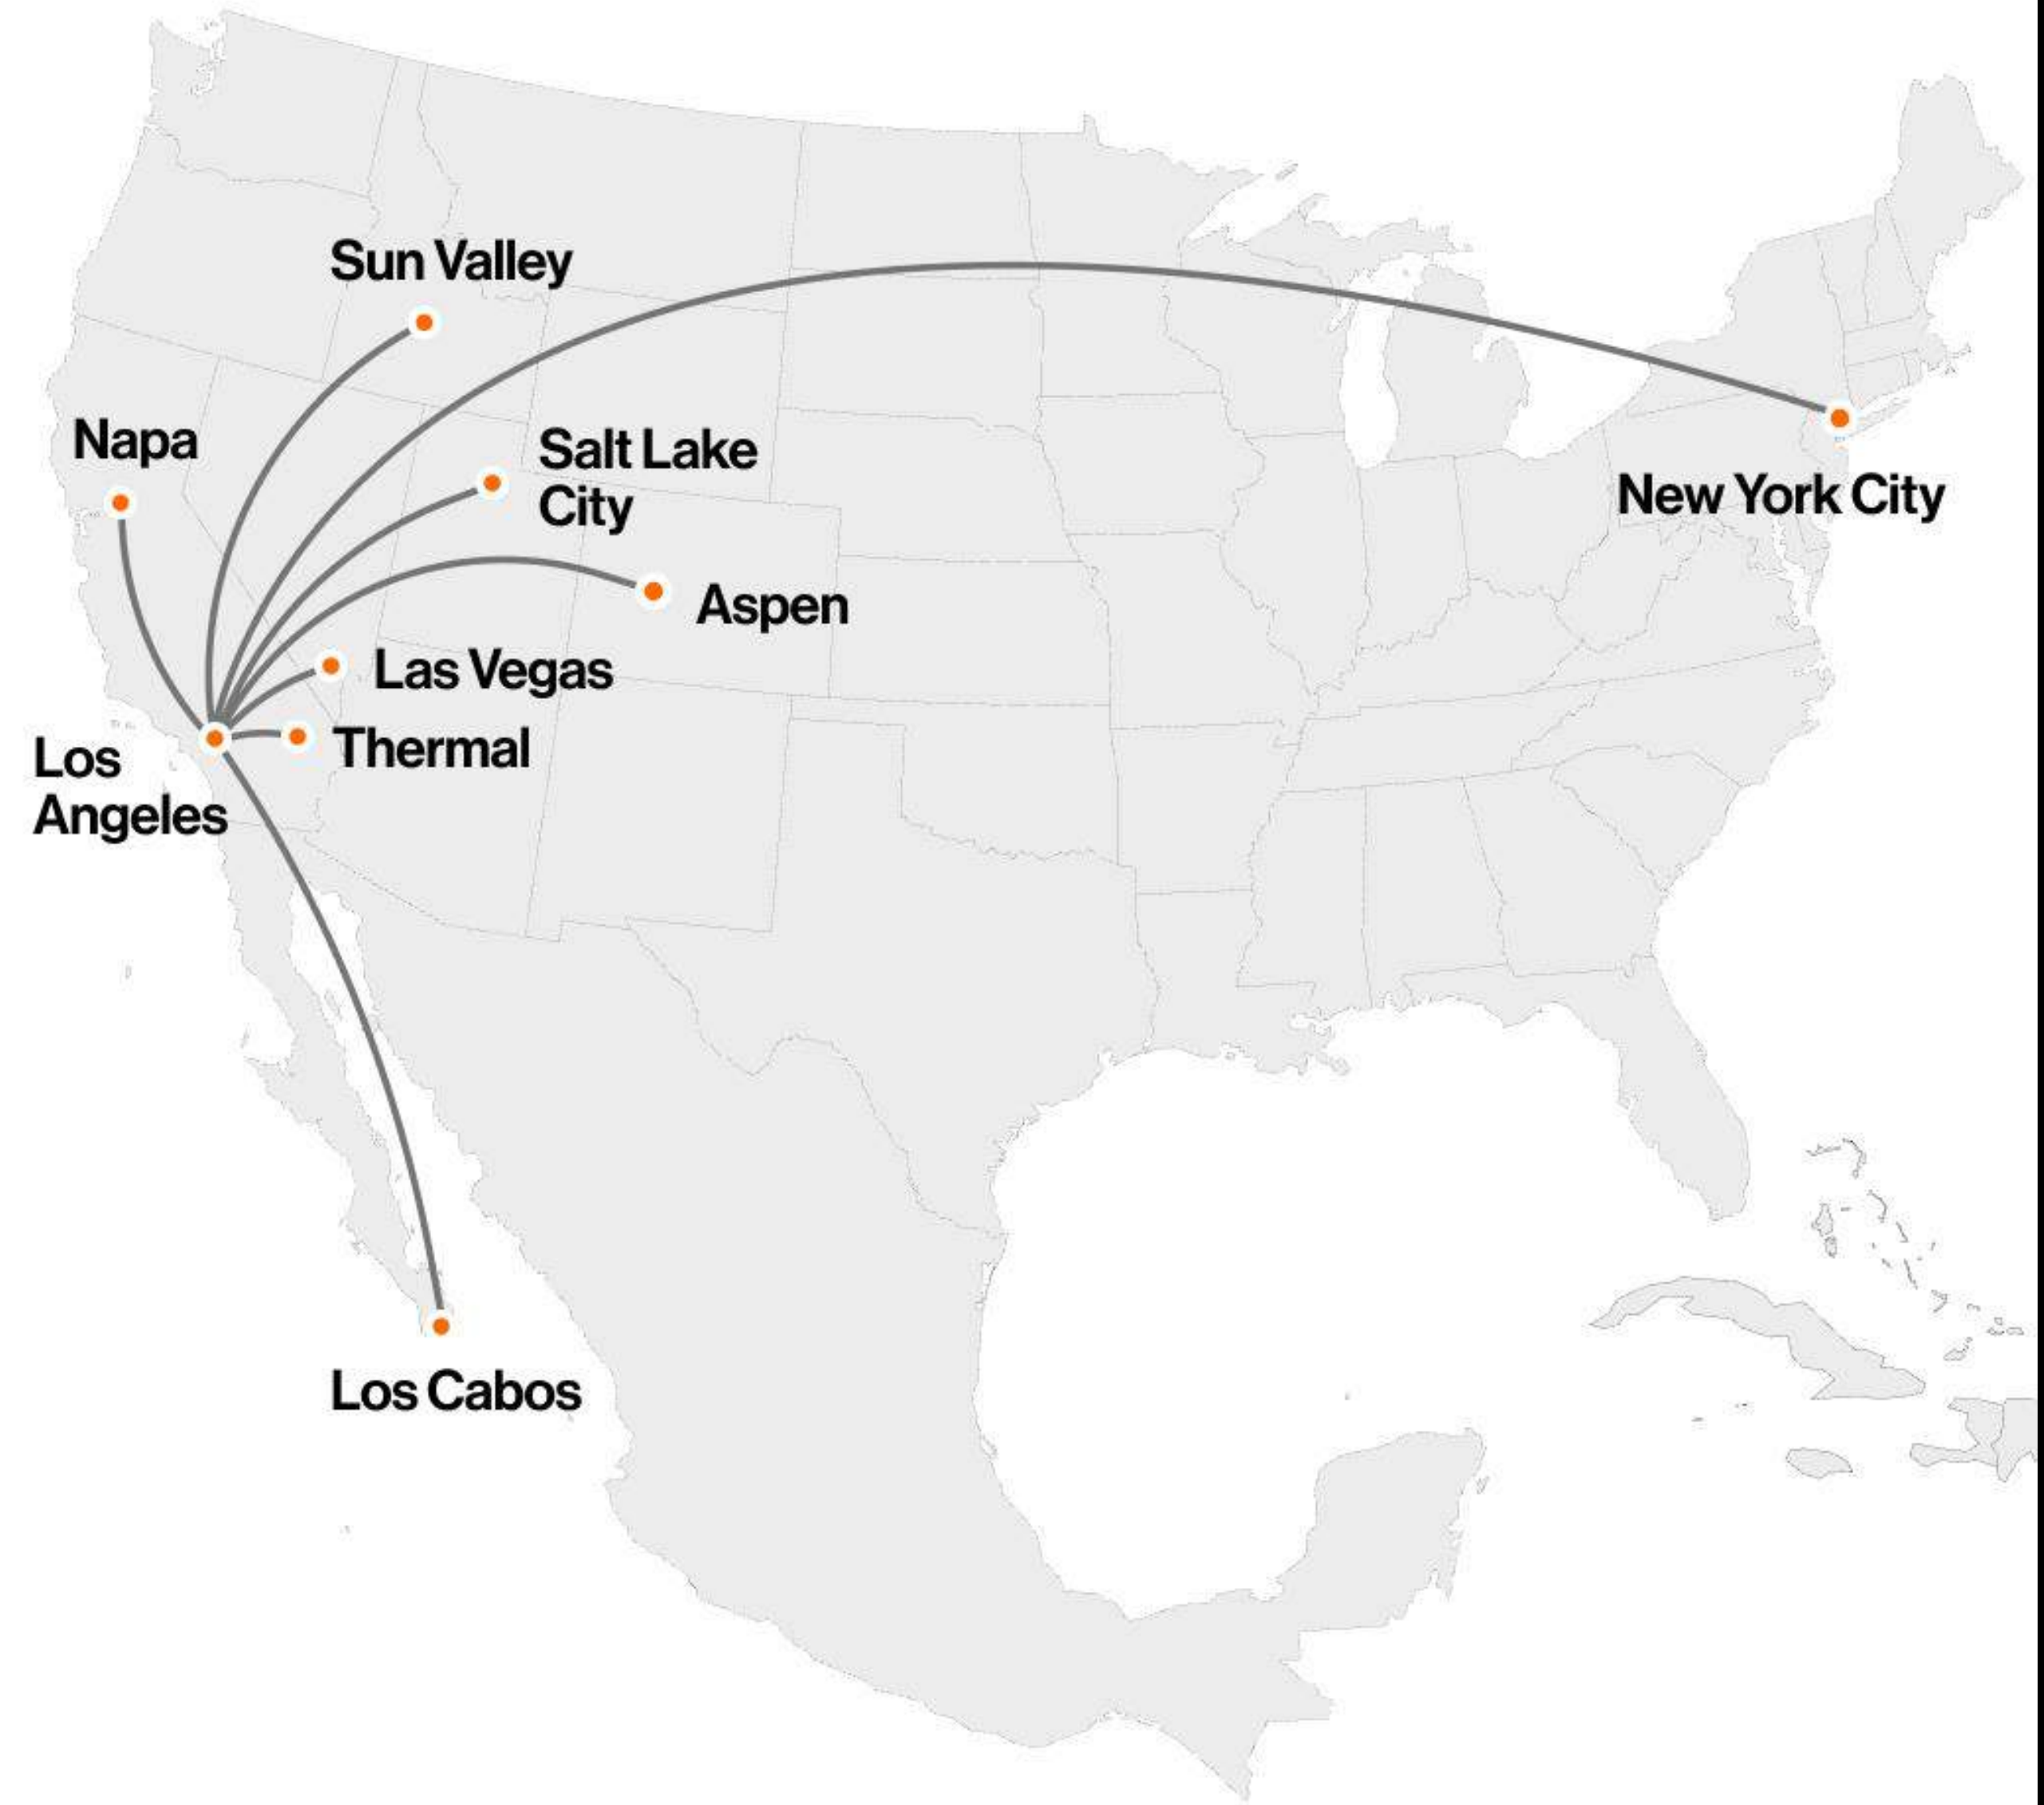 Sun Valley
Napa
Salt Lake
City
New York City
Aspen
Las Vegas
Thermal
Los
Angeles
Los Cabos